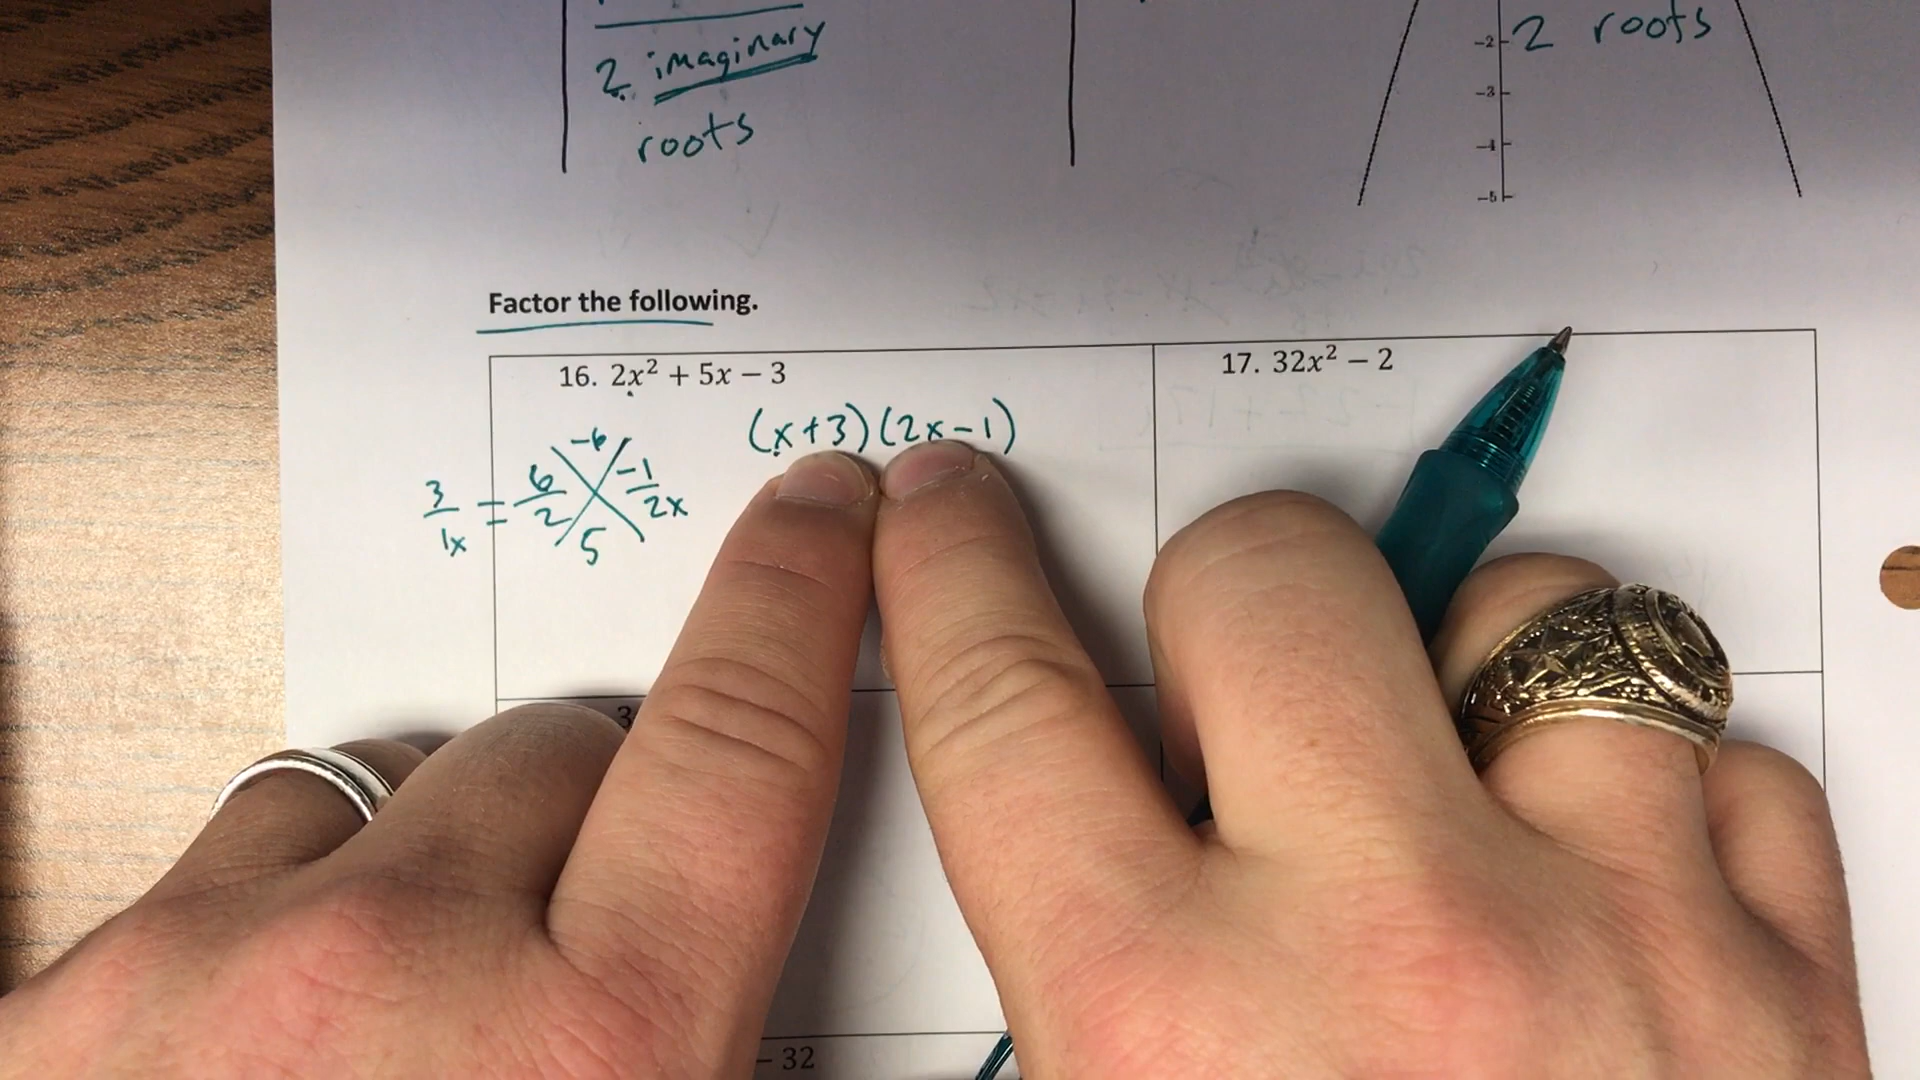 2 imaginary
roots
2 roots
-2
-3
-4
-5
Factor the following.
16. 2x² + 5x − 3
(x+3)(2x-1)
-6
3/1x = 6/2
-1/2x
5
17. 32x² − 2
3
− 32